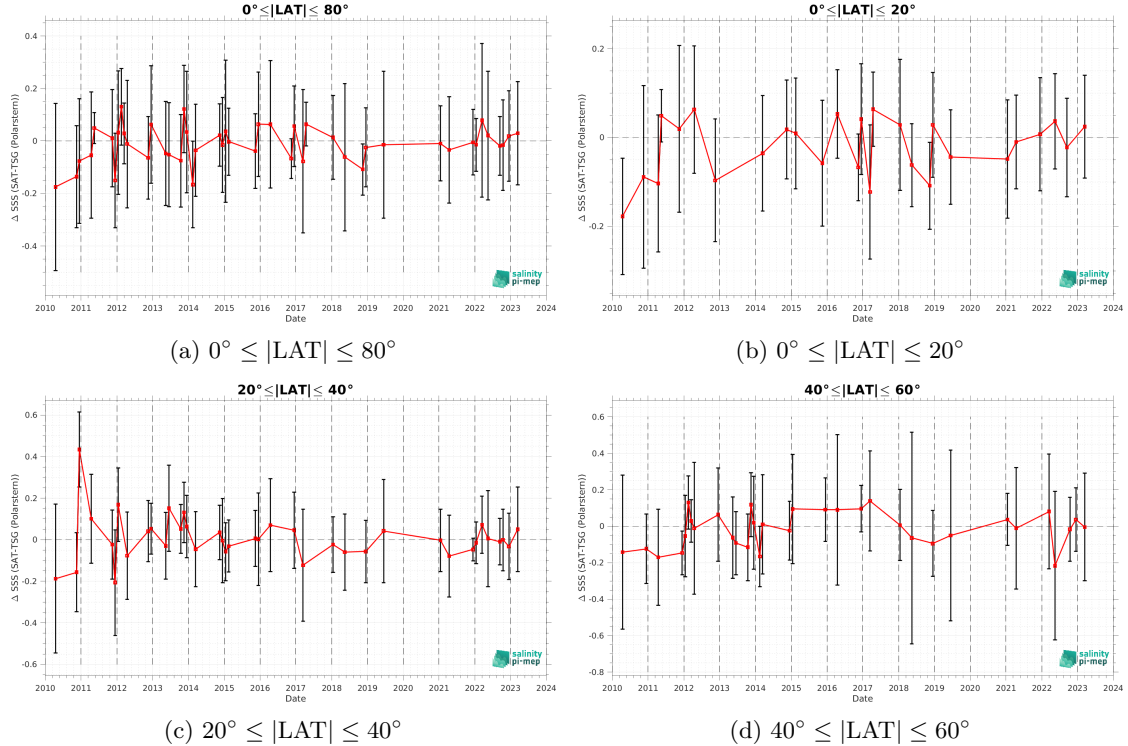 0°≤|LAT|≤ 80°
Δ SSS (SAT-TSG (Polarstern))
0.4
0.2
0
-0.2
-0.4
2010 2011 2012 2013 2014 2015 2016 2017 2018 2019 2020 2021 2022 2023 2024
Date
salinity
pi-mep
(a) 0° ≤ |LAT| ≤ 80°
0°≤|LAT|≤ 20°
Δ SSS (SAT-TSG (Polarstern))
0.2
0
-0.2
2010 2011 2012 2013 2014 2015 2016 2017 2018 2019 2020 2021 2022 2023 2024
Date
salinity
pi-mep
(b) 0° ≤ |LAT| ≤ 20°
20°≤|LAT|≤ 40°
Δ SSS (SAT-TSG (Polarstern))
0.6
0.4
0.2
0
-0.2
-0.4
-0.6
2010 2011 2012 2013 2014 2015 2016 2017 2018 2019 2020 2021 2022 2023 2024
Date
salinity
pi-mep
(c) 20° ≤ |LAT| ≤ 40°
40°≤|LAT|≤ 60°
Δ SSS (SAT-TSG (Polarstern))
0.6
0.4
0.2
0
-0.2
-0.4
-0.6
-0.8
2010 2011 2012 2013 2014 2015 2016 2017 2018 2019 2020 2021 2022 2023 2024
Date
salinity
pi-mep
(d) 40° ≤ |LAT| ≤ 60°